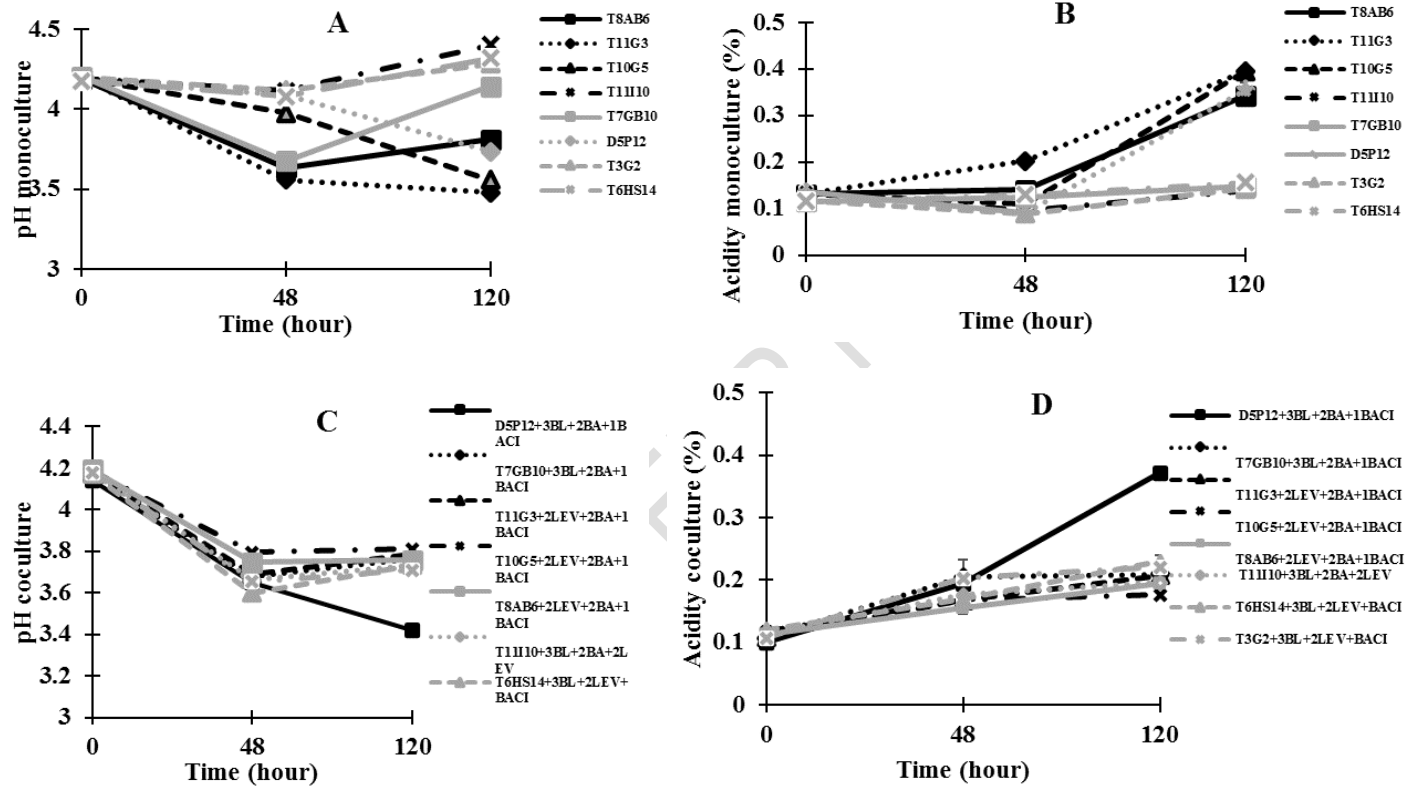 A
pH monoculture
4.5
4
3.5
3
0
48
120
Time (hour)
T8AB6
T11G3
T10G5
T11I10
T7GB10
D5P12
T3G2
T6HS14
B
Acidity monoculture (%)
0.5
0.4
0.3
0.2
0.1
0
0
48
120
Time (hour)
T8AB6
T11G3
T10G5
T11I10
T7GB10
D5P12
T3G2
T6HS14
C
pH coculture
4.4
4.2
4
3.8
3.6
3.4
3.2
3
0
48
120
Time (hour)
D5P12+3BL+2BA+1B
ACI
T7GB10+3BL+2BA+1
BACI
T11G3+2LEV+2BA+1
BACI
T10G5+2LEV+2BA+1
BACI
T8AB6+2LEV+2BA+1
BACI
T11I10+3BL+2BA+2L
EV
T6HS14+3BL+2LEV+
BACI
D
Acidity coculture (%)
0.5
0.4
0.3
0.2
0.1
0
0
48
120
Time (hour)
D5P12+3BL+2BA+1BACI
T7GB10+3BL+2BA+1BACI
T11G3+2LEV+2BA+1BACI
T10G5+2LEV+2BA+1BACI
T8AB6+2LEV+2BA+1BACI
T11I10+3BL+2BA+2LEV
T6HS14+3BL+2LEV+BACI
T3G2+3BL+2LEV+BACI